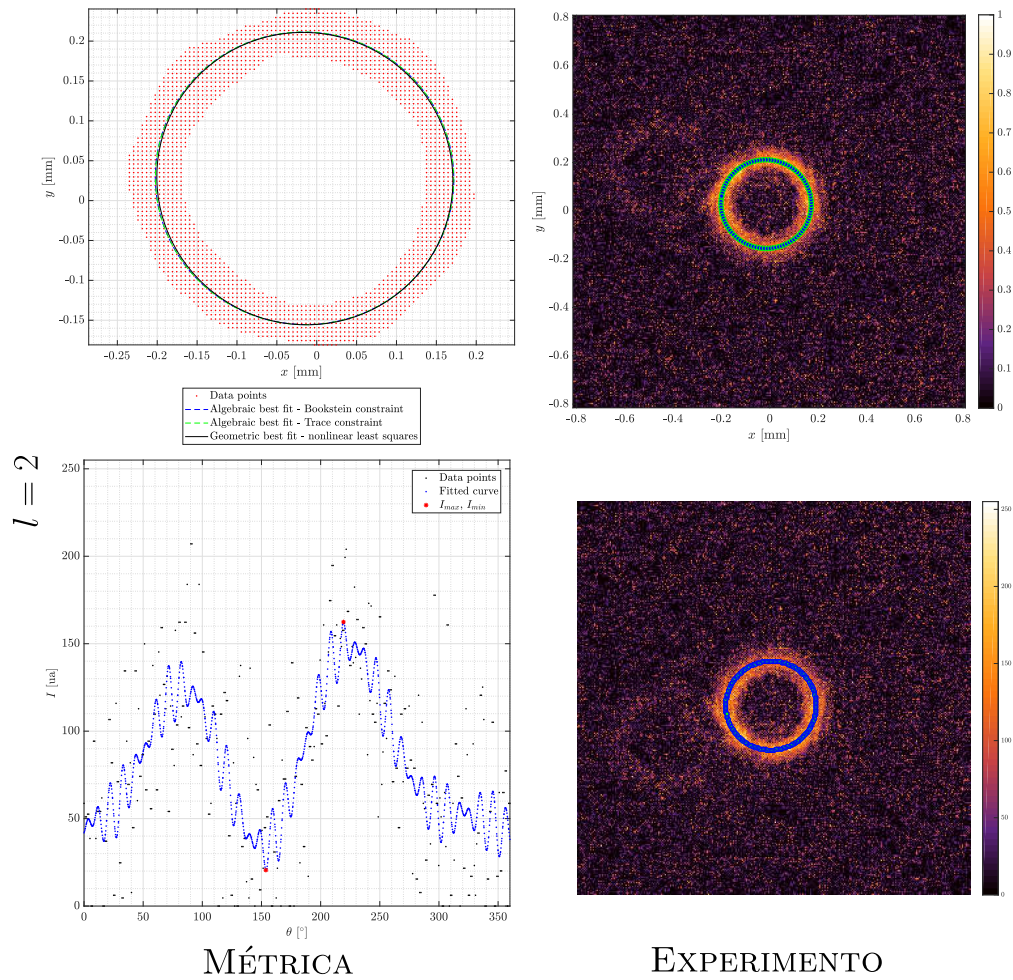 0.2
0.15
0.1
0.05
0
-0.05
-0.1
-0.15
y [mm]
-0.25 -0.2 -0.15 -0.1 -0.05 0 0.05 0.1 0.15 0.2
x [mm]
Data points
Algebraic best fit - Bookstein constraint
Algebraic best fit - Trace constraint
Geometric best fit - nonlinear least squares
0.8
0.6
0.4
0.2
0
-0.2
-0.4
-0.6
-0.8
y [mm]
-0.8 -0.6 -0.4 -0.2 0 0.2 0.4 0.6 0.8
x [mm]
1
0.9
0.8
0.7
0.6
0.5
0.4
0.3
0.2
0.1
0
l = 2
250
200
150
100
50
0
I [ua]
Data points
Fitted curve
Imax, Imin
0 50 100 150 200 250 300 350
θ [°]
250
200
150
100
50
0
MÉTRICA
EXPERIMENTO